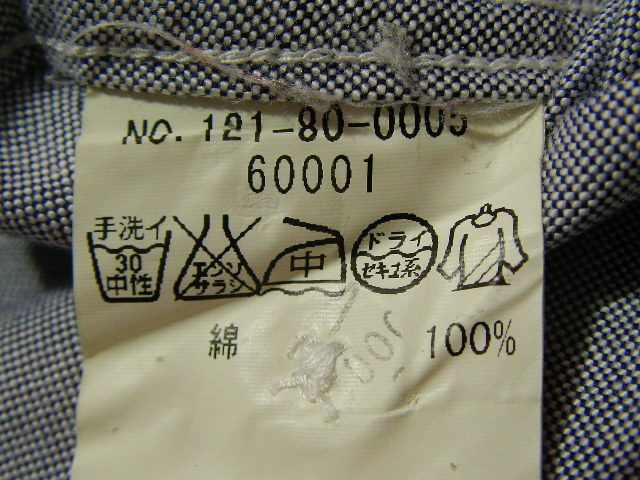 NO. 121-80-0005
60001
手洗イ
30
中性
エンソ
サラシ
中
ドライ
セキユ系
綿 100%